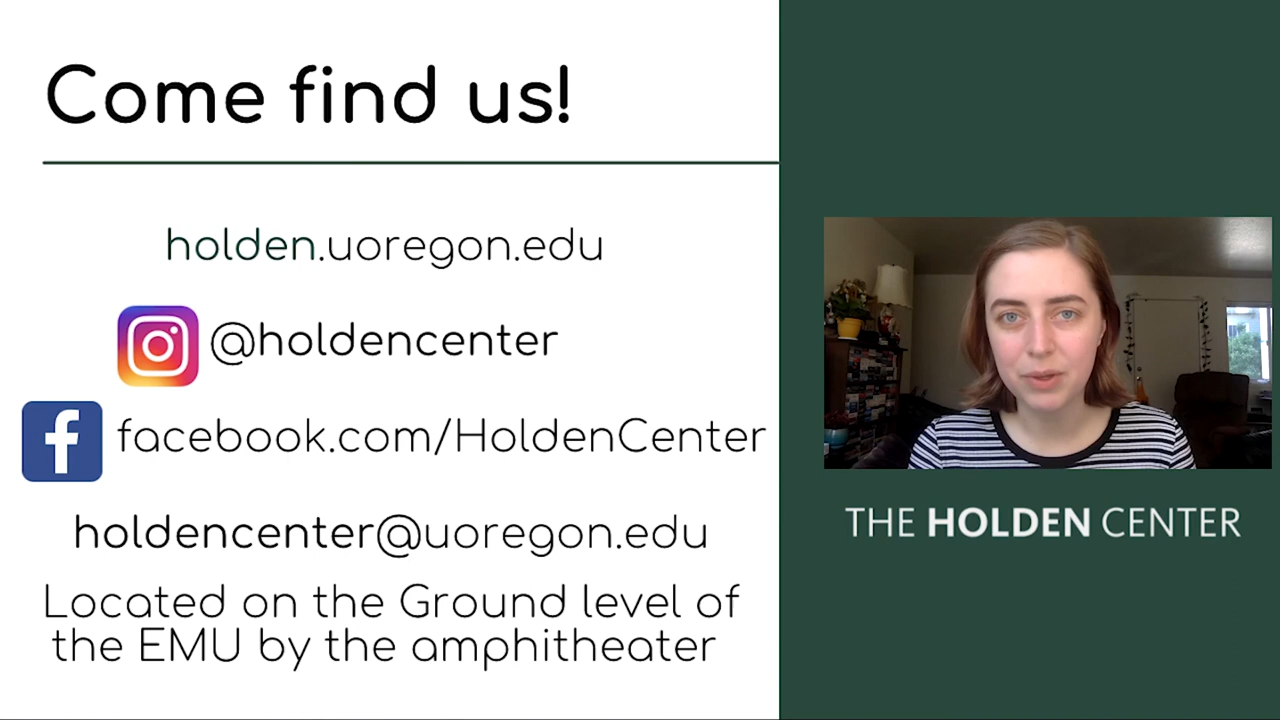 Come find us!
holden.uoregon.edu
@holdencenter
facebook.com/HoldenCenter
holdencenter@uoregon.edu
Located on the Ground level of
the EMU by the amphitheater
THE HOLDEN CENTER